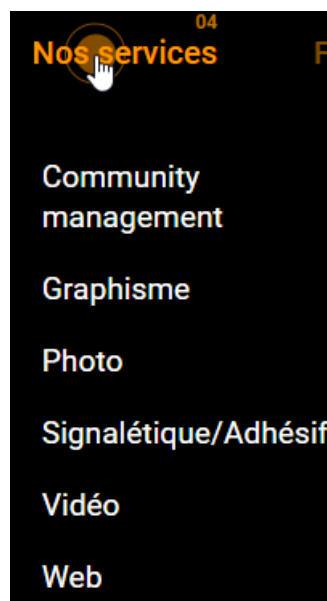 04
Nos services
F
Community
management
Graphisme
Photo
Signalétique/Adhésif
Vidéo
Web